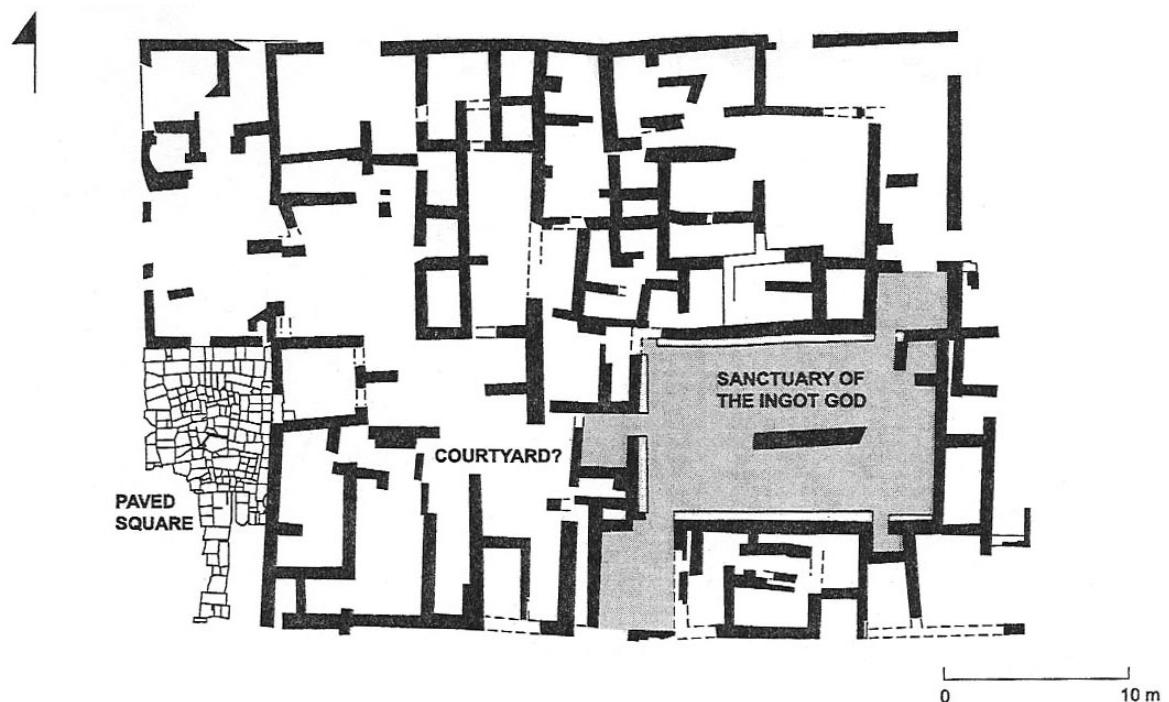 SANCTUARY OF
THE INGOT GOD
COURTYARD?
PAVED
SQUARE
0 10 m